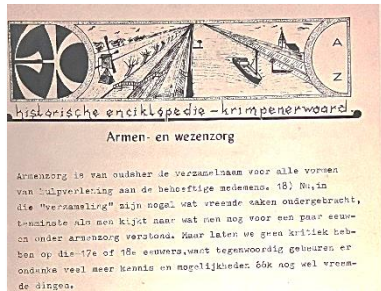 A
Z
historische enciklopedie – krimpenerwaard.
Armen- en wezenzorg
Armenzorg is van oudsher de verzamelnaam voor alle vormen
van hulpverlening aan de behoeftige medemens. 18) Nu,in
die "verzameling" zijn nogal wat vreemde zaken ondergebracht,
tenminste als men kijkt naar wat men nog voor een paar eeuw-
en onder armenzorg verstond. Maar laten we geen kritiek heb-
ben op die 17e of 18e eeuwers,want tegenwoordig gebeuren er
ondanks veel meer kennis en mogelijkheden óók nog wel vreem-
de dingen.